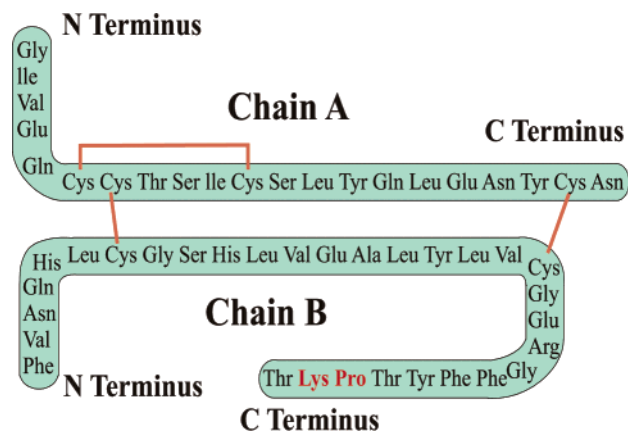 N Terminus
Gly
Ile
Val
Glu
Gln
Chain A
C Terminus
Cys Cys Thr Ser Ile Cys Ser Leu Tyr Gln Leu Glu Asn Tyr Cys Asn
His Leu Cys Gly Ser His Leu Val Glu Ala Leu Tyr Leu Val Cys
Gln
Asn
Val
Phe
Chain B
Gly
Glu
Arg
Gly
Thr Lys Pro Thr Tyr Phe Phe
N Terminus
C Terminus